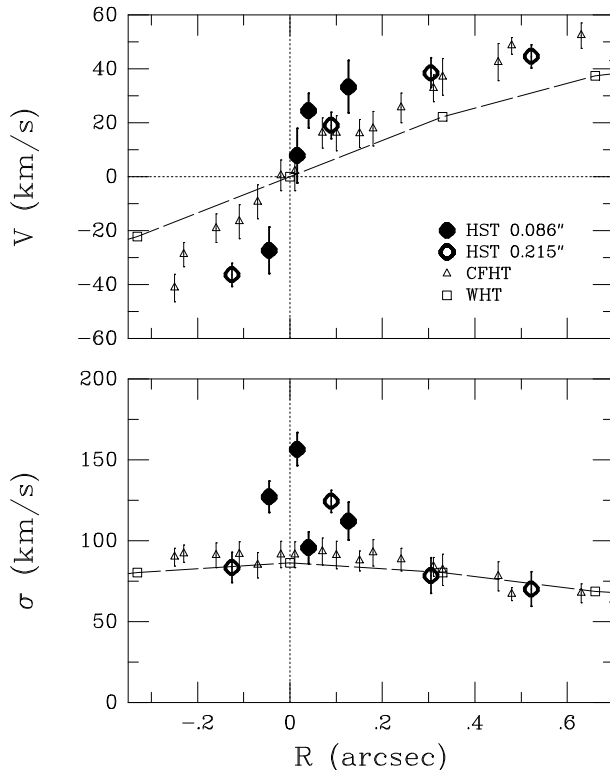 60
40
20
0
-20
-40
-60
V (km/s)
HST 0.086"
HST 0.215"
CFHT
WHT
200
150
100
50
0
σ (km/s)
-.2 0 .2 .4 .6
R (arcsec)